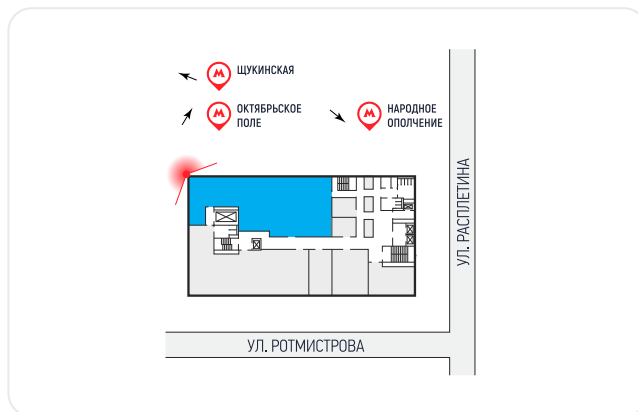 ЩУКИНСКАЯ
ОКТЯБРЬСКОЕ
ПОЛЕ
НАРОДНОЕ
ОПОЛЧЕНИЕ
УЛ. РАСПЛЕТИНА
УЛ. РОТМИСТРОВА